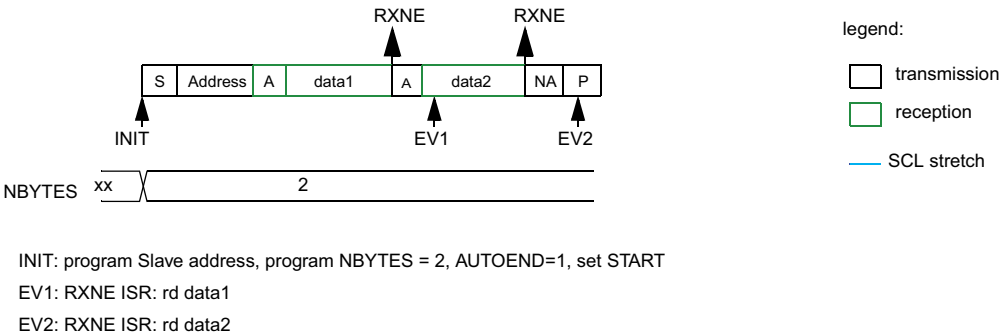 RXNE RXNE
legend:
S Address A data1 A data2 NA P
transmission
reception
INIT EV1 EV2
SCL stretch
NBYTES xx 2
INIT: program Slave address, program NBYTES = 2, AUTOEND=1, set START
EV1: RXNE ISR: rd data1
EV2: RXNE ISR: rd data2